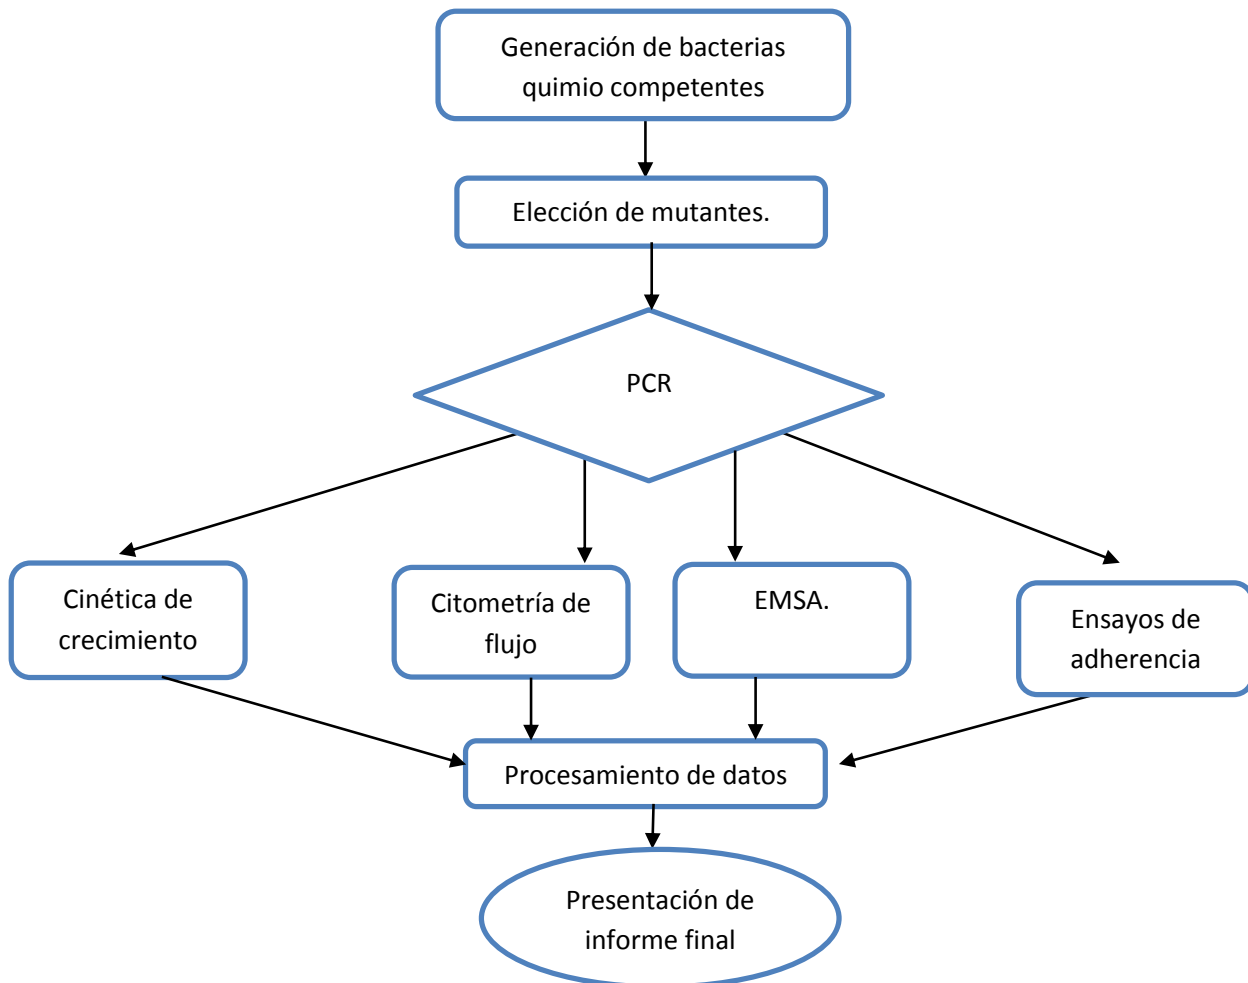 Generación de bacterias
quimio competentes
Elección de mutantes.
PCR
Cinética de
crecimiento
Citometría de
flujo
EMSA.
Ensayos de
adherencia
Procesamiento de datos
Presentación de
informe final